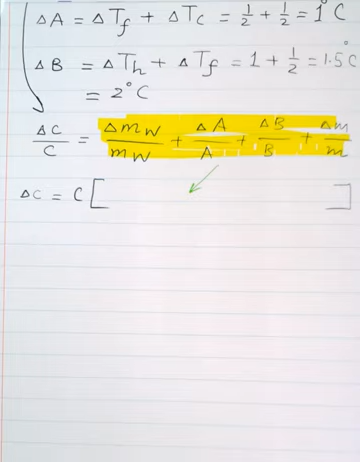 ΔA = ΔT_f + ΔT_c = 1/2 + 1/2 = 1°C
ΔB = ΔT_h + ΔT_f = 1 + 1/2 = 1.5°C
= 2°C
ΔC/C = Δm_w/m_w + ΔA/A + ΔB/B + Δm/m
ΔC = C [ ]